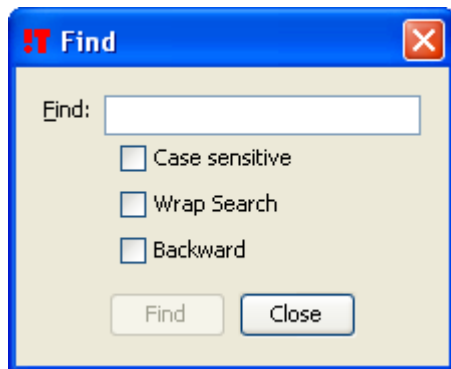 !T Find
Find:
Case sensitive
Wrap Search
Backward
Find Close